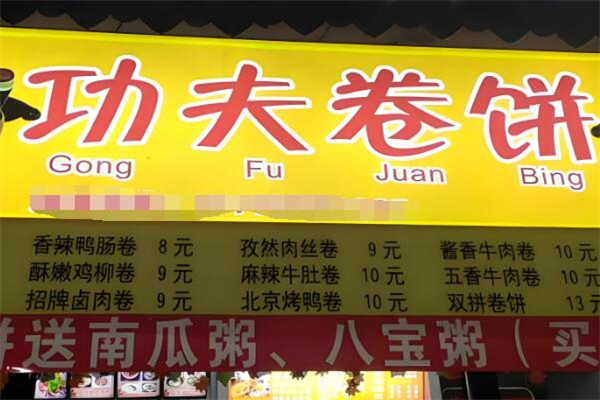 功夫卷饼
Gong Fu Juan Bing
香辣鸭肠卷 8元 孜然肉丝卷 9元 酱香牛肉卷 10元
酥嫩鸡柳卷 9元 麻辣牛肚卷 10元 五香牛肉卷 10元
招牌卤肉卷 9元 北京烤鸭卷 10元 双拼卷饼 13元
饼送南瓜粥、八宝粥(买